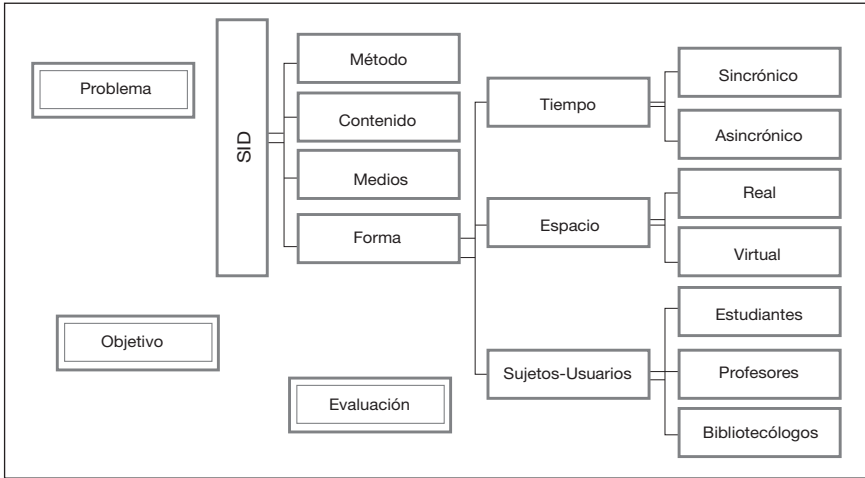 Problema
SID
Método
Contenido
Medios
Forma
Tiempo
Espacio
Sujetos-Usuarios
Sincrónico
Asincrónico
Real
Virtual
Estudiantes
Profesores
Bibliotecólogos
Objetivo
Evaluación